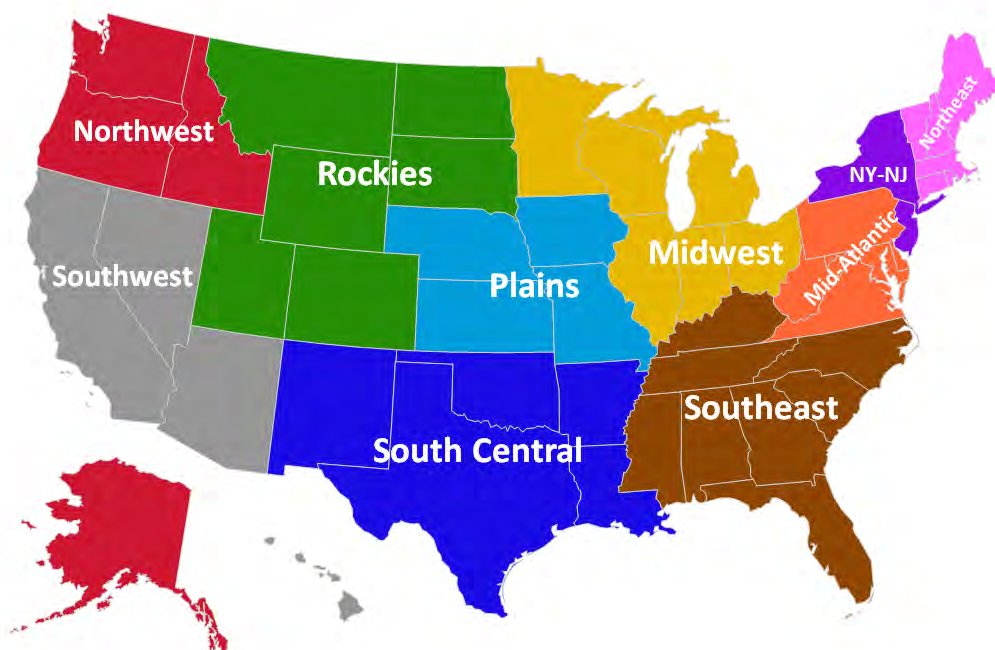 Northwest
Rockies
Northeast
NY-NJ
Southwest
Midwest
Mid-Atlantic
Plains
Southeast
South Central